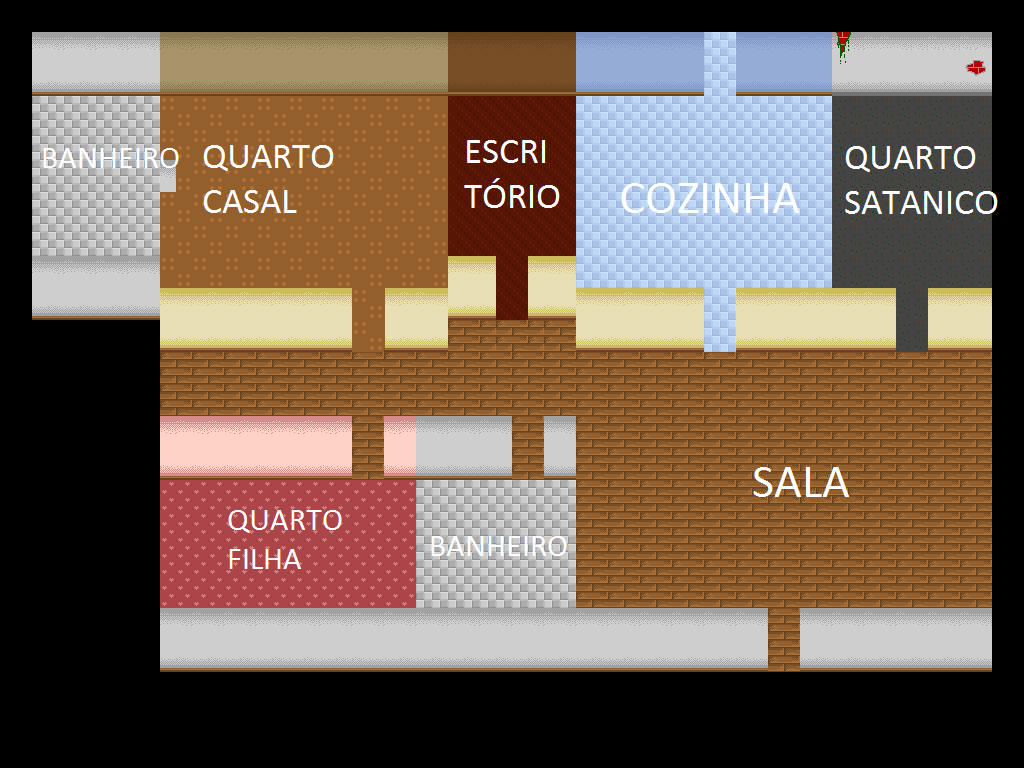 BANHEIRO
QUARTO
CASAL
ESCRI
TÓRIO
COZINHA
QUARTO
SATANICO
SALA
QUARTO
FILHA
BANHEIRO